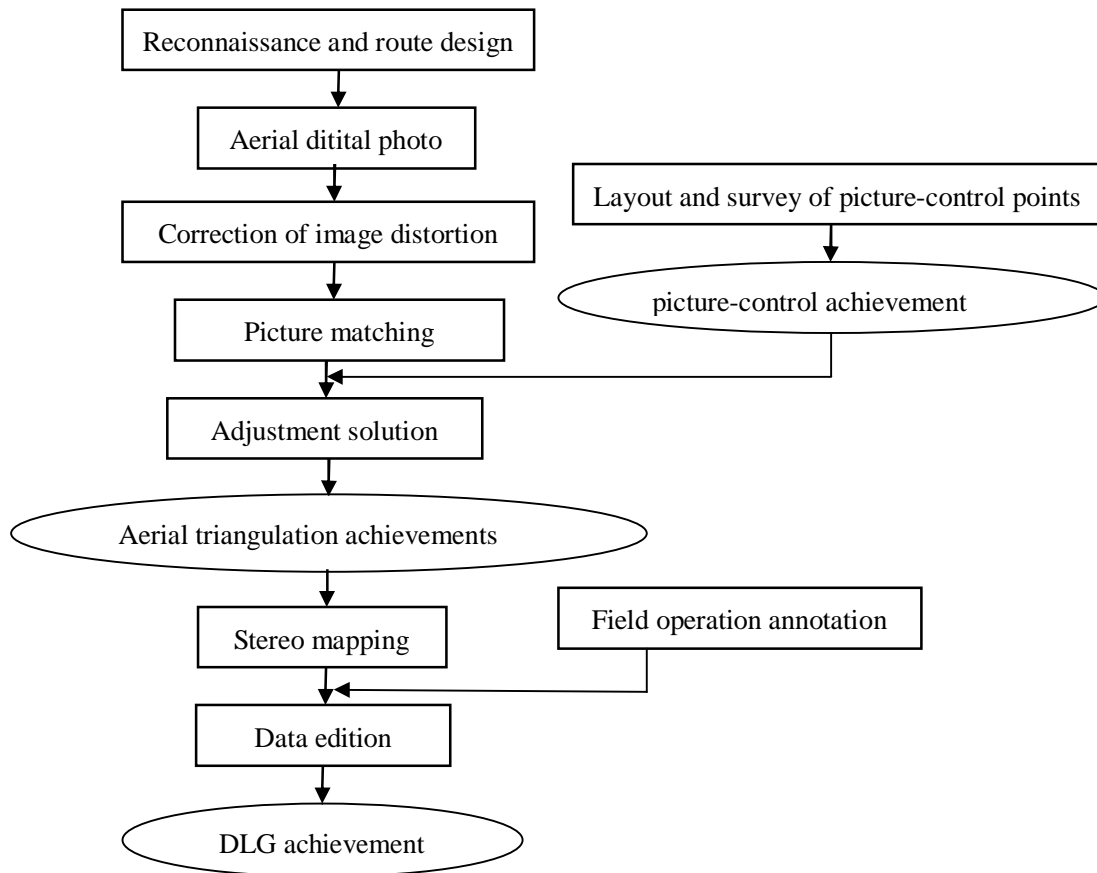 Reconnaissance and route design
Aerial ditital photo
Layout and survey of picture-control points
Correction of image distortion
picture-control achievement
Picture matching
Adjustment solution
Aerial triangulation achievements
Field operation annotation
Stereo mapping
Data edition
DLG achievement